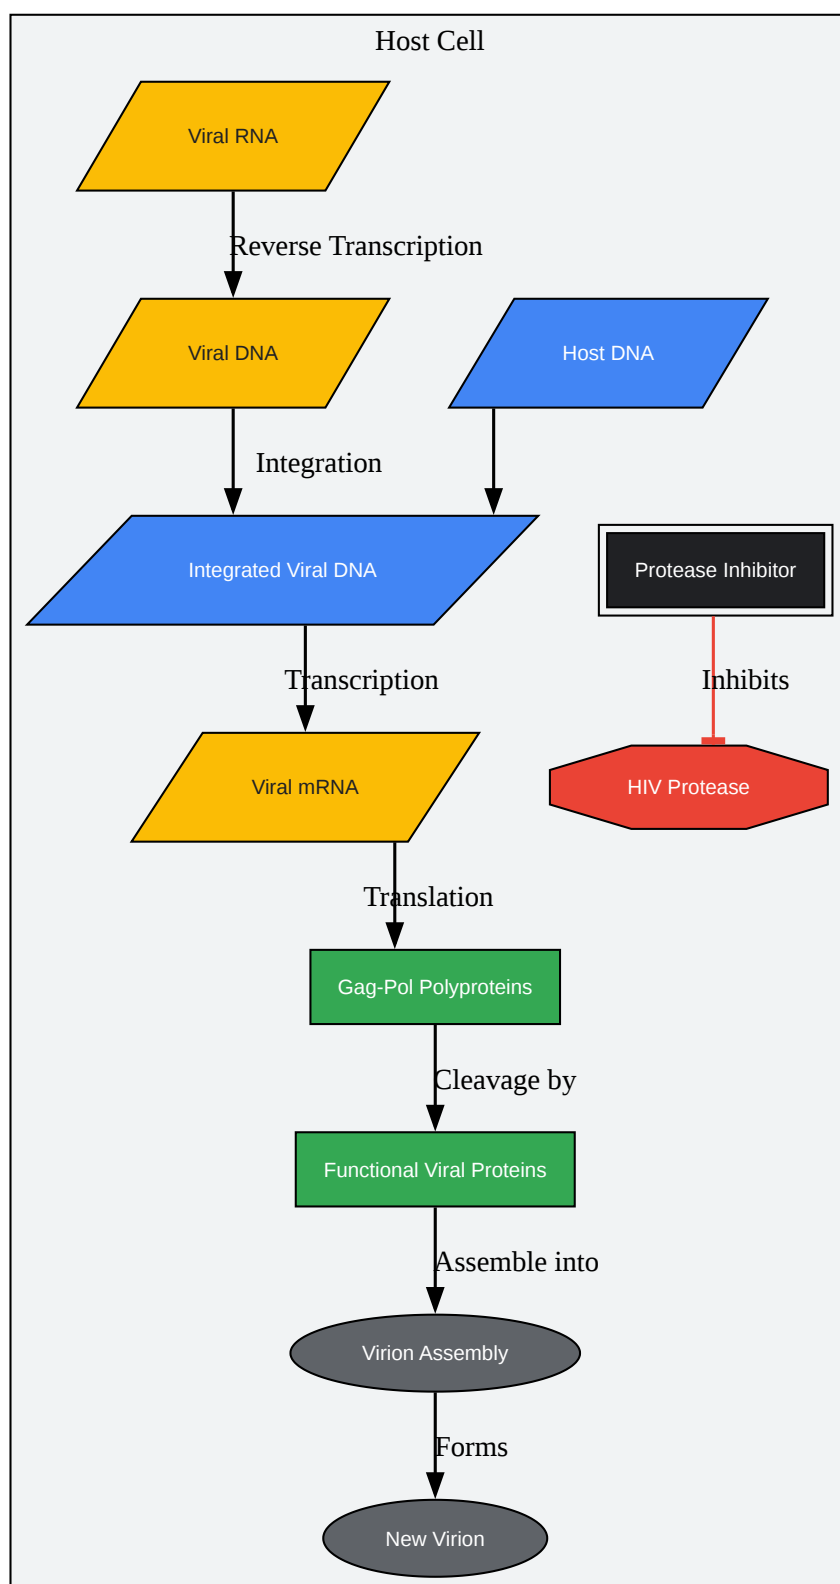 Host Cell
Viral RNA
Reverse Transcription
Viral DNA
Host DNA
Integration
Integrated Viral DNA
Protease Inhibitor
Transcription
Inhibits
Viral mRNA
HIV Protease
Translation
Gag-Pol Polyproteins
Cleavage by
Functional Viral Proteins
Assemble into
Virion Assembly
Forms
New Virion